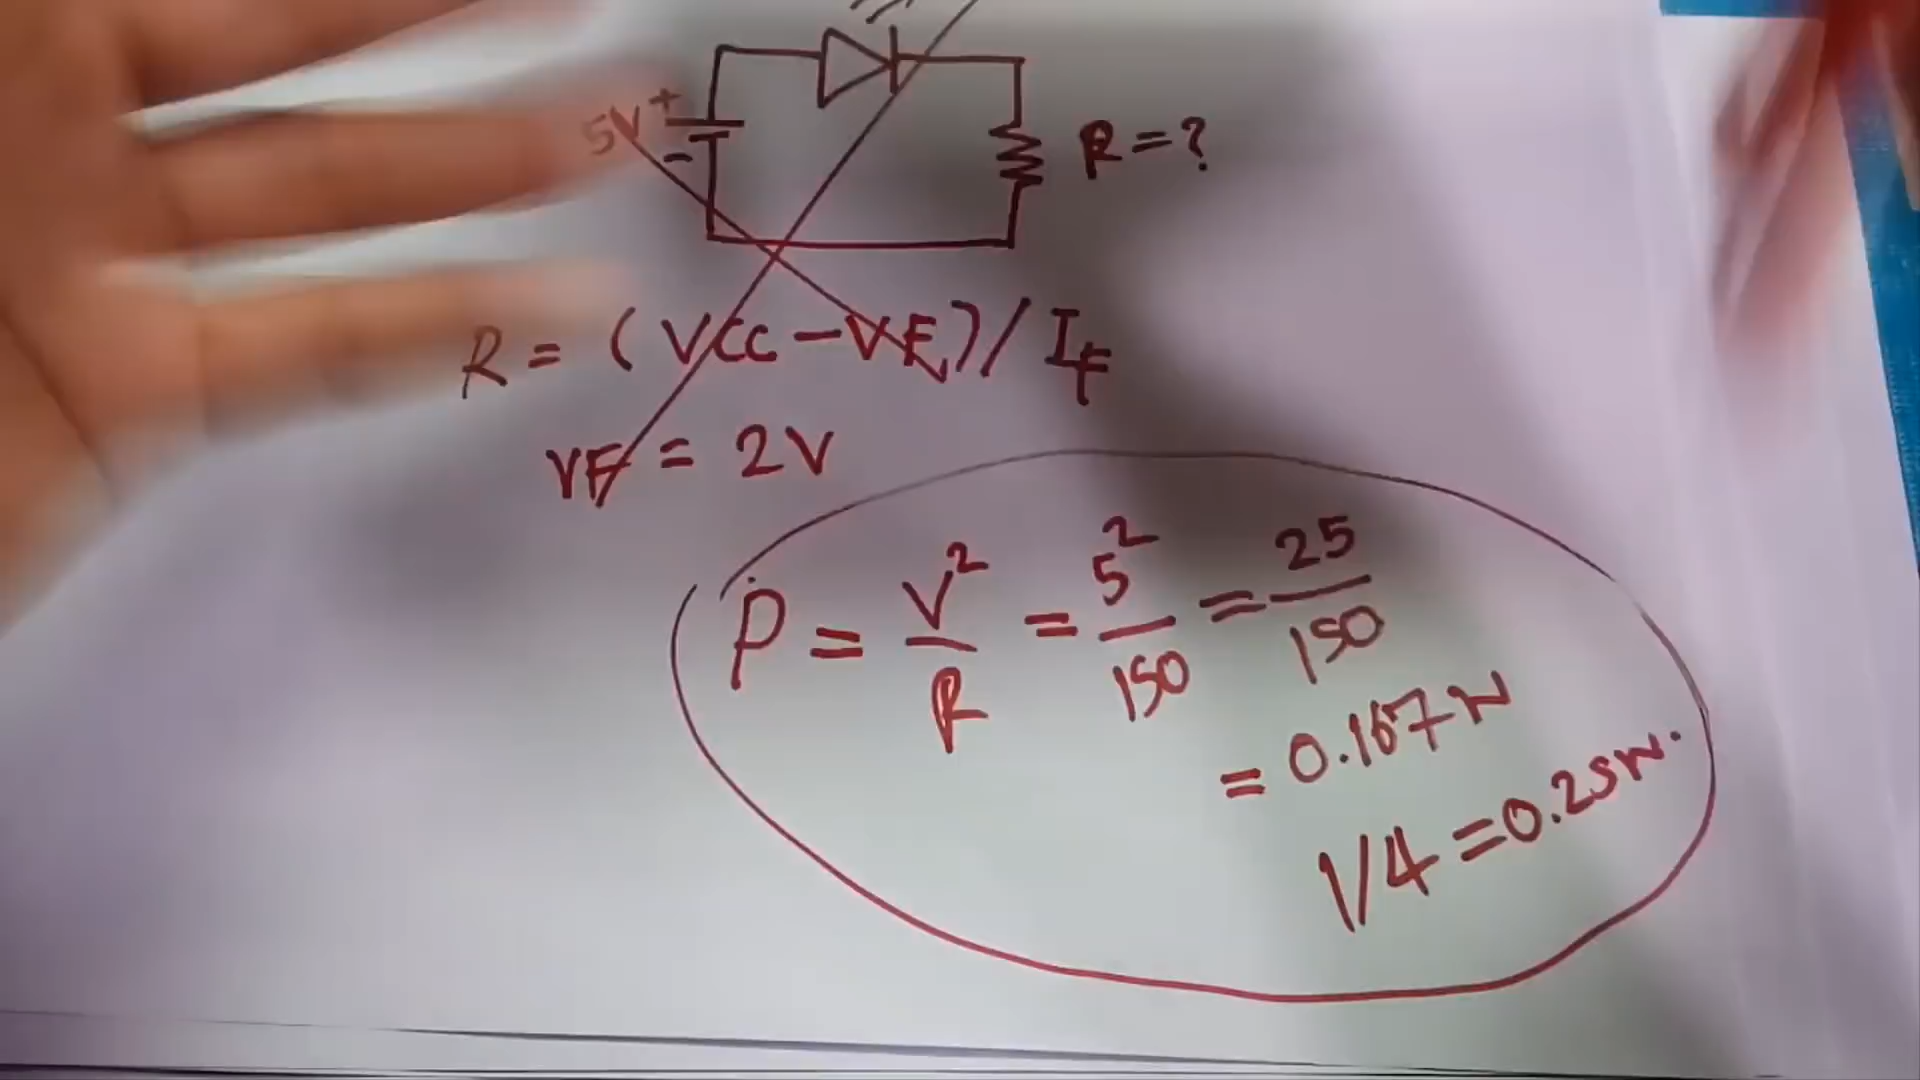 5V + -
R = ?
R = (VCC - VF) / IF
VF = 2V
P = V² / R = 5² / 150 = 25 / 150
= 0.167W
1/4 = 0.25W.